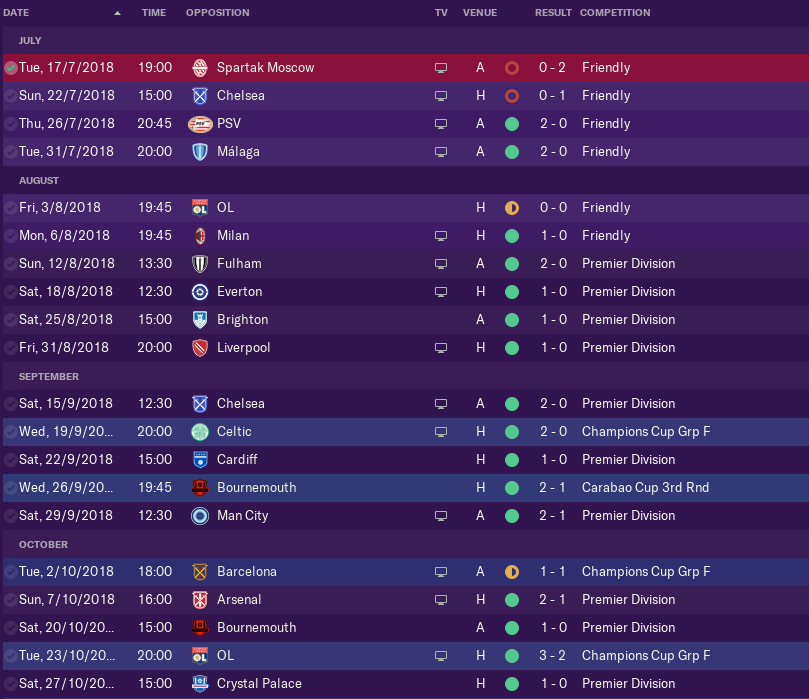 DATE TIME OPPOSITION TV VENUE RESULT COMPETITION
JULY
Tue, 17/7/2018 19:00 Spartak Moscow A 0 - 2 Friendly
Sun, 22/7/2018 15:00 Chelsea H 0 - 1 Friendly
Thu, 26/7/2018 20:45 PSV A 2 - 0 Friendly
Tue, 31/7/2018 20:00 Málaga A 2 - 0 Friendly
AUGUST
Fri, 3/8/2018 19:45 OL H 0 - 0 Friendly
Mon, 6/8/2018 19:45 Milan H 1 - 0 Friendly
Sun, 12/8/2018 13:30 Fulham A 2 - 0 Premier Division
Sat, 18/8/2018 12:30 Everton H 1 - 0 Premier Division
Sat, 25/8/2018 15:00 Brighton A 1 - 0 Premier Division
Fri, 31/8/2018 20:00 Liverpool H 1 - 0 Premier Division
SEPTEMBER
Sat, 15/9/2018 12:30 Chelsea A 2 - 0 Premier Division
Wed, 19/9/20... 20:00 Celtic H 2 - 0 Champions Cup Grp F
Sat, 22/9/2018 15:00 Cardiff H 1 - 0 Premier Division
Wed, 26/9/20... 19:45 Bournemouth H 2 - 1 Carabao Cup 3rd Rnd
Sat, 29/9/2018 12:30 Man City A 2 - 1 Premier Division
OCTOBER
Tue, 2/10/2018 18:00 Barcelona A 1 - 1 Champions Cup Grp F
Sun, 7/10/2018 16:00 Arsenal H 2 - 1 Premier Division
Sat, 20/10/20... 15:00 Bournemouth A 1 - 0 Premier Division
Tue, 23/10/20... 20:00 OL H 3 - 2 Champions Cup Grp F
Sat, 27/10/20... 15:00 Crystal Palace H 1 - 0 Premier Division